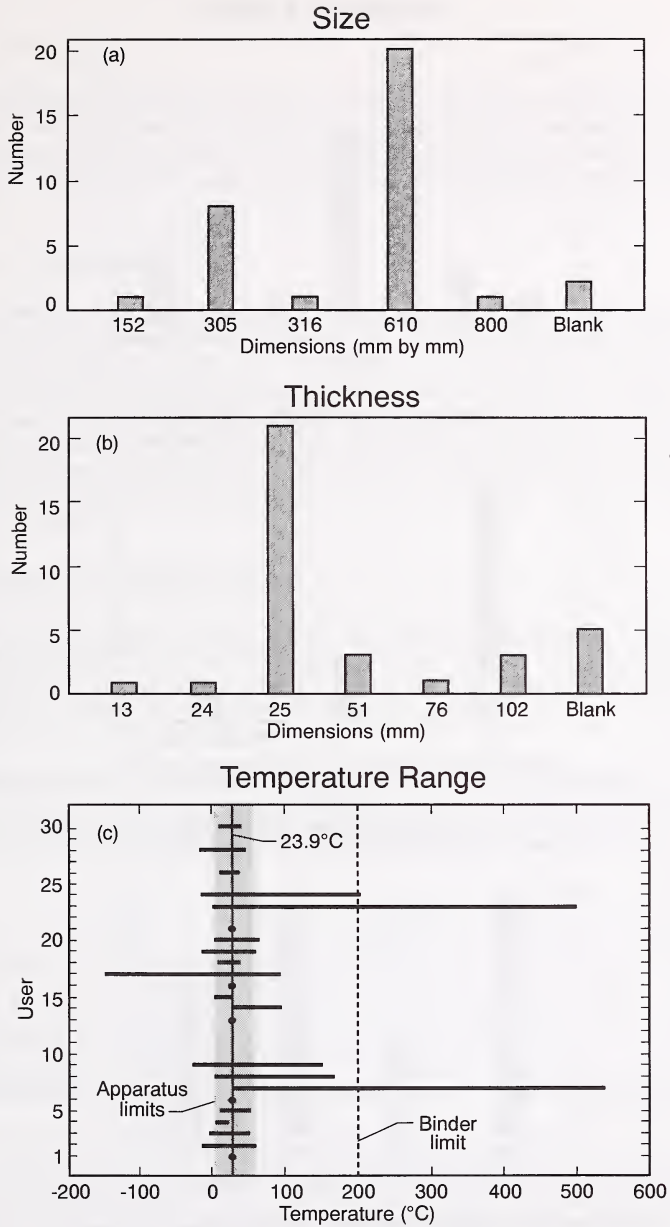 Size
(a)
20
15
10
5
0
Number
152 305 316 610 800 Blank
Dimensions (mm by mm)
Thickness
(b)
20
15
10
5
0
Number
13 24 25 51 76 102 Blank
Dimensions (mm)
Temperature Range
(c)
30
25
20
15
10
5
1
User
23.9°C
Apparatus
limits
Binder
limit
-200 -100 0 100 200 300 400 500 600
Temperature (°C)